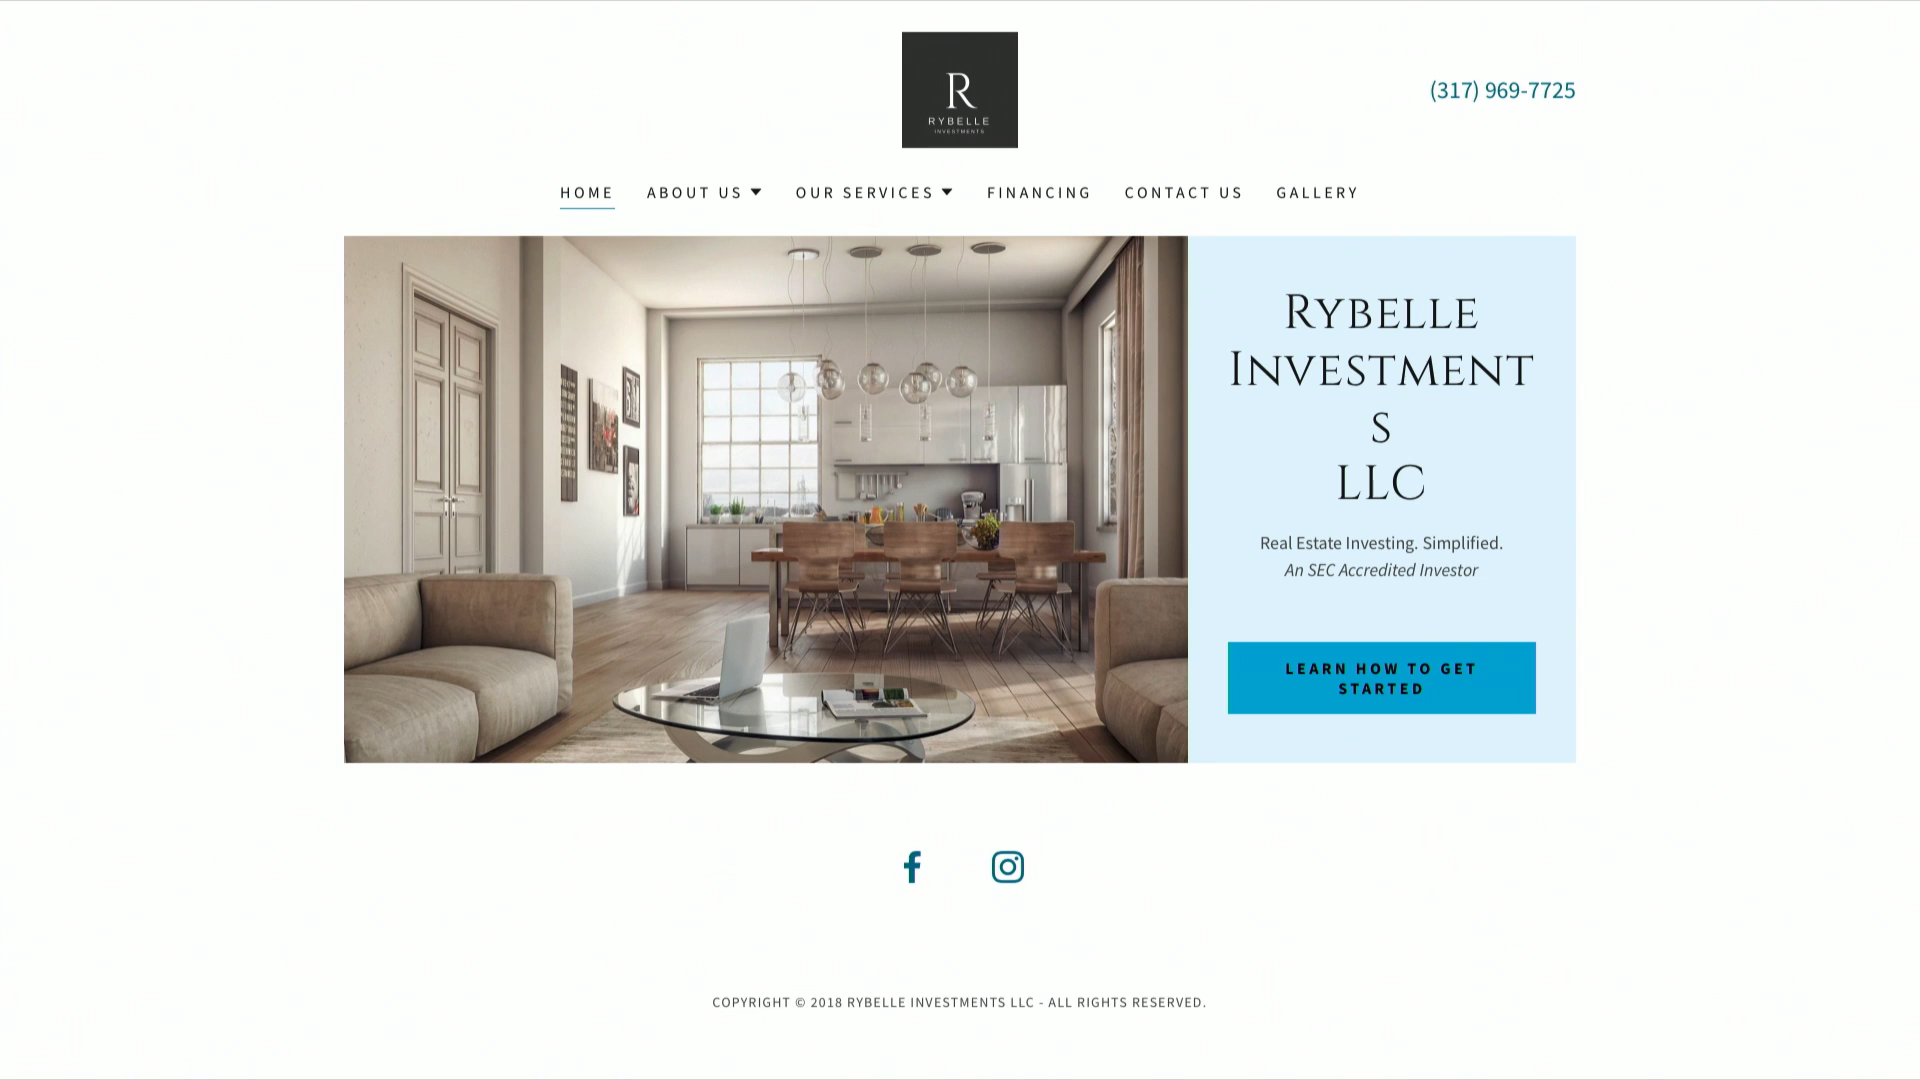 R
RYBELLE
INVESTMENTS
(317) 969-7725
HOME ABOUT US OUR SERVICES FINANCING CONTACT US GALLERY
Rybelle
Investment
s
LLC
Real Estate Investing. Simplified.
An SEC Accredited Investor
LEARN HOW TO GET
STARTED
COPYRIGHT © 2018 RYBELLE INVESTMENTS LLC - ALL RIGHTS RESERVED.